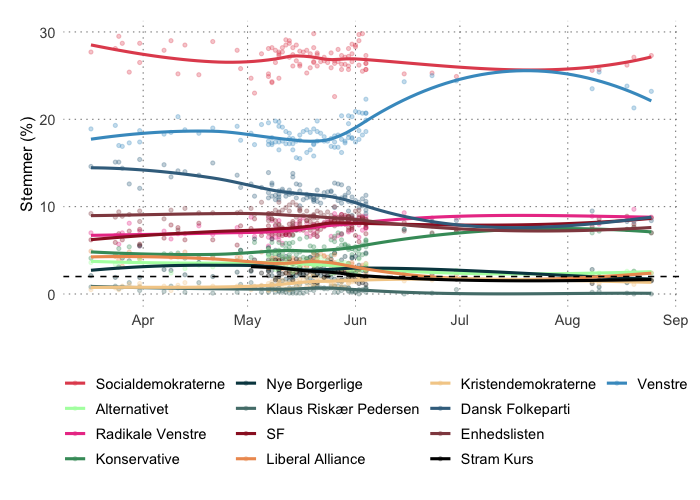 Stemmer (%)
30
20
10
0
Apr May Jun Jul Aug Sep
Socialdemokraterne Nye Borgerlige Kristendemokraterne Venstre
Alternativet Klaus Riskær Pedersen Dansk Folkeparti
Radikale Venstre SF Enhedslisten
Konservative Liberal Alliance Stram Kurs